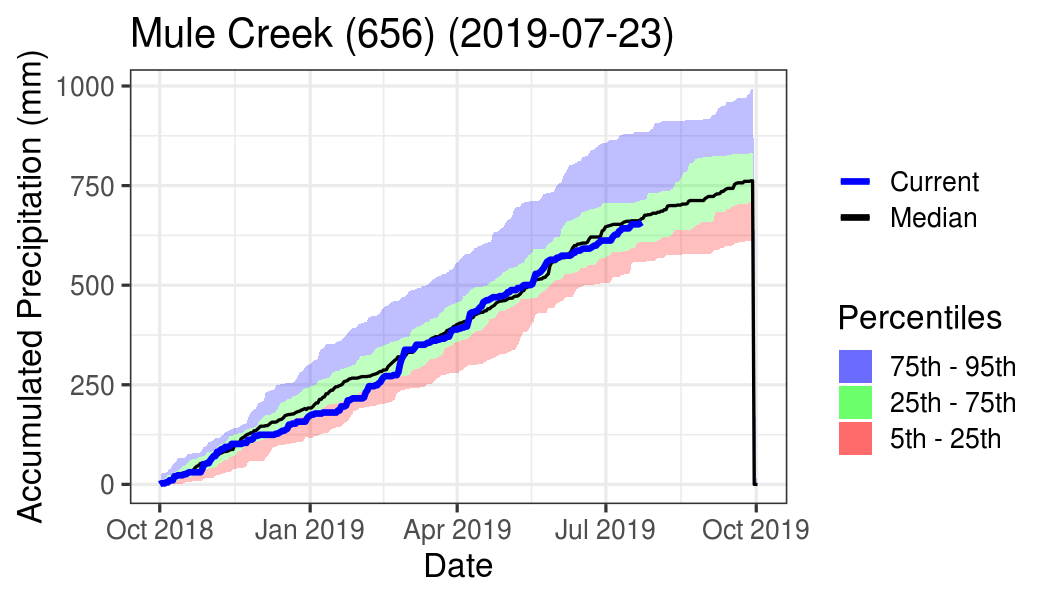 Mule Creek (656) (2019-07-23)
Accumulated Precipitation (mm)
1000
750
500
250
0
Oct 2018 Jan 2019 Apr 2019 Jul 2019 Oct 2019
Date
Current
Median
Percentiles
75th - 95th
25th - 75th
5th - 25th